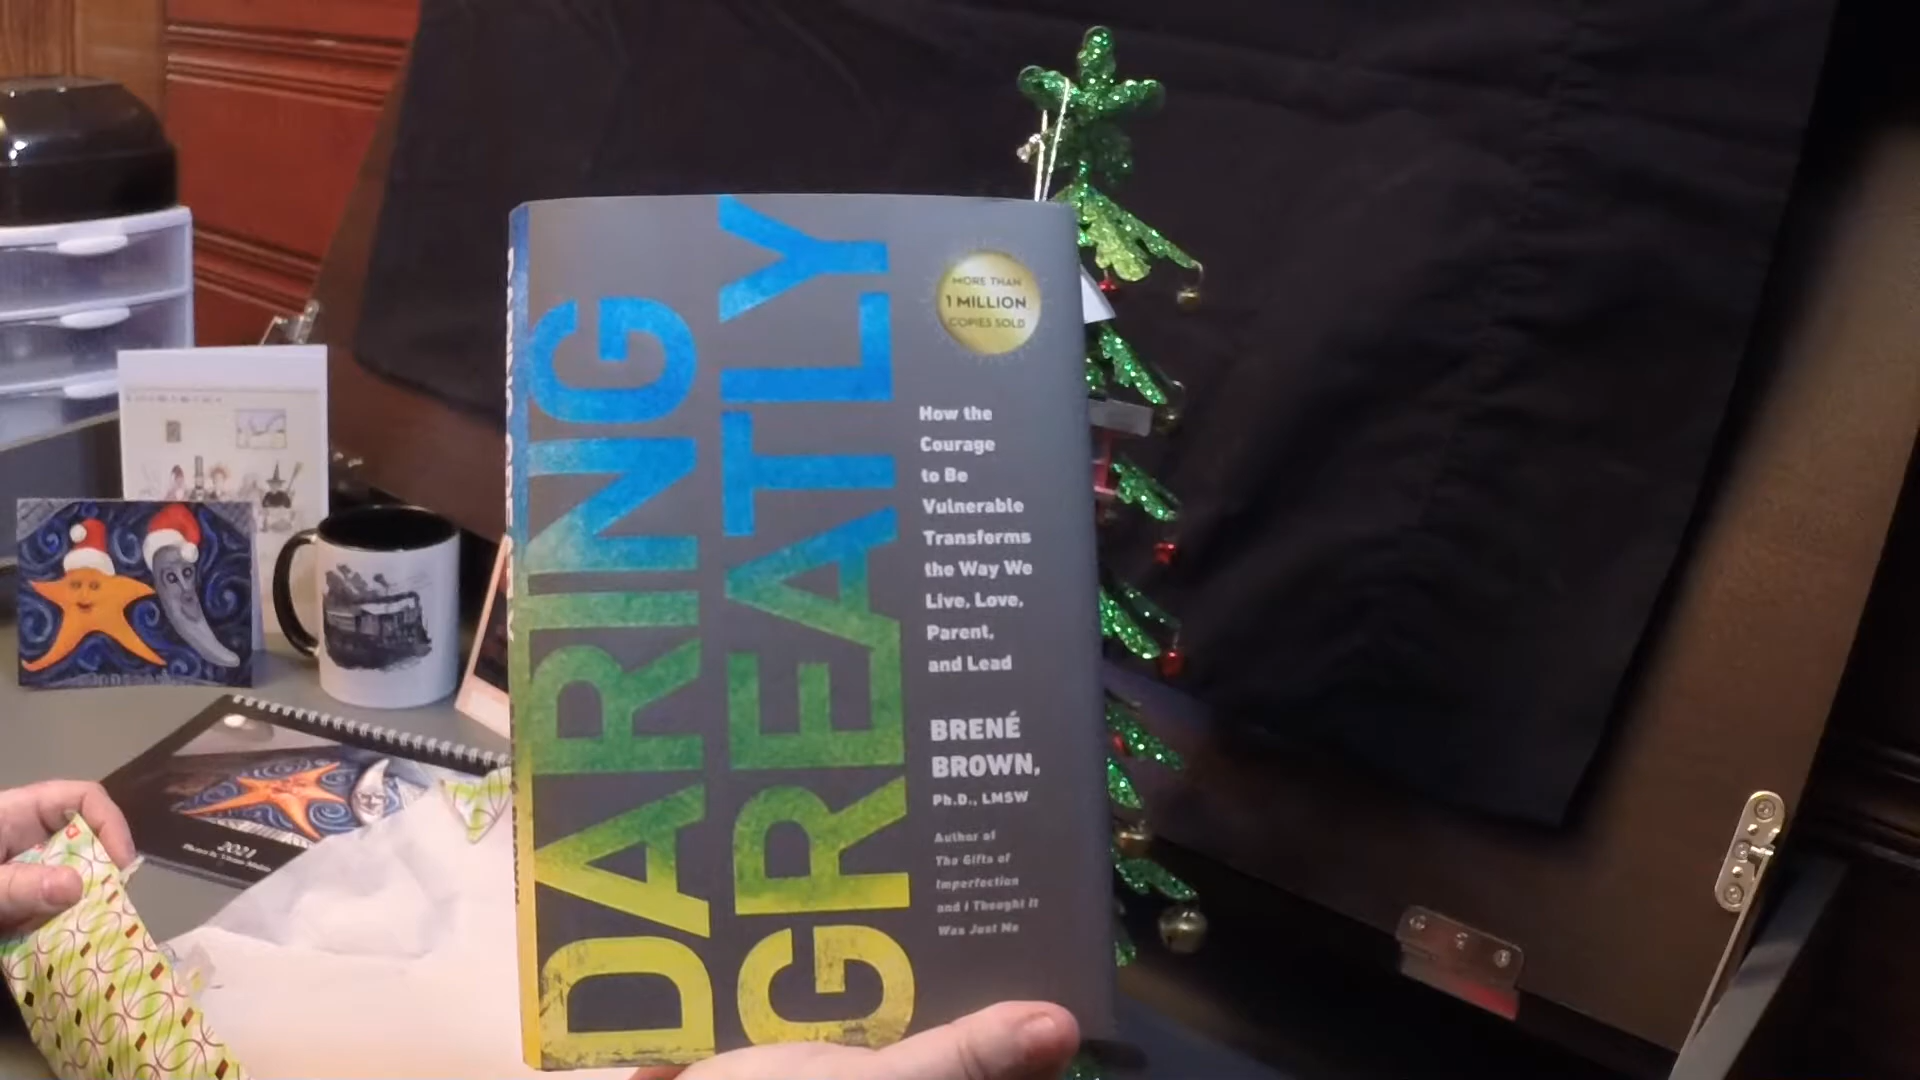 DARING
GREATLY
MORE THAN
1 MILLION
COPIES SOLD
How the
Courage
to Be
Vulnerable
Transforms
the Way We
Live, Love,
Parent,
and Lead
BRENÉ
BROWN,
Ph.D., LMSW
Author of
The Gifts of
Imperfection
and I Thought It
Was Just Me
2021